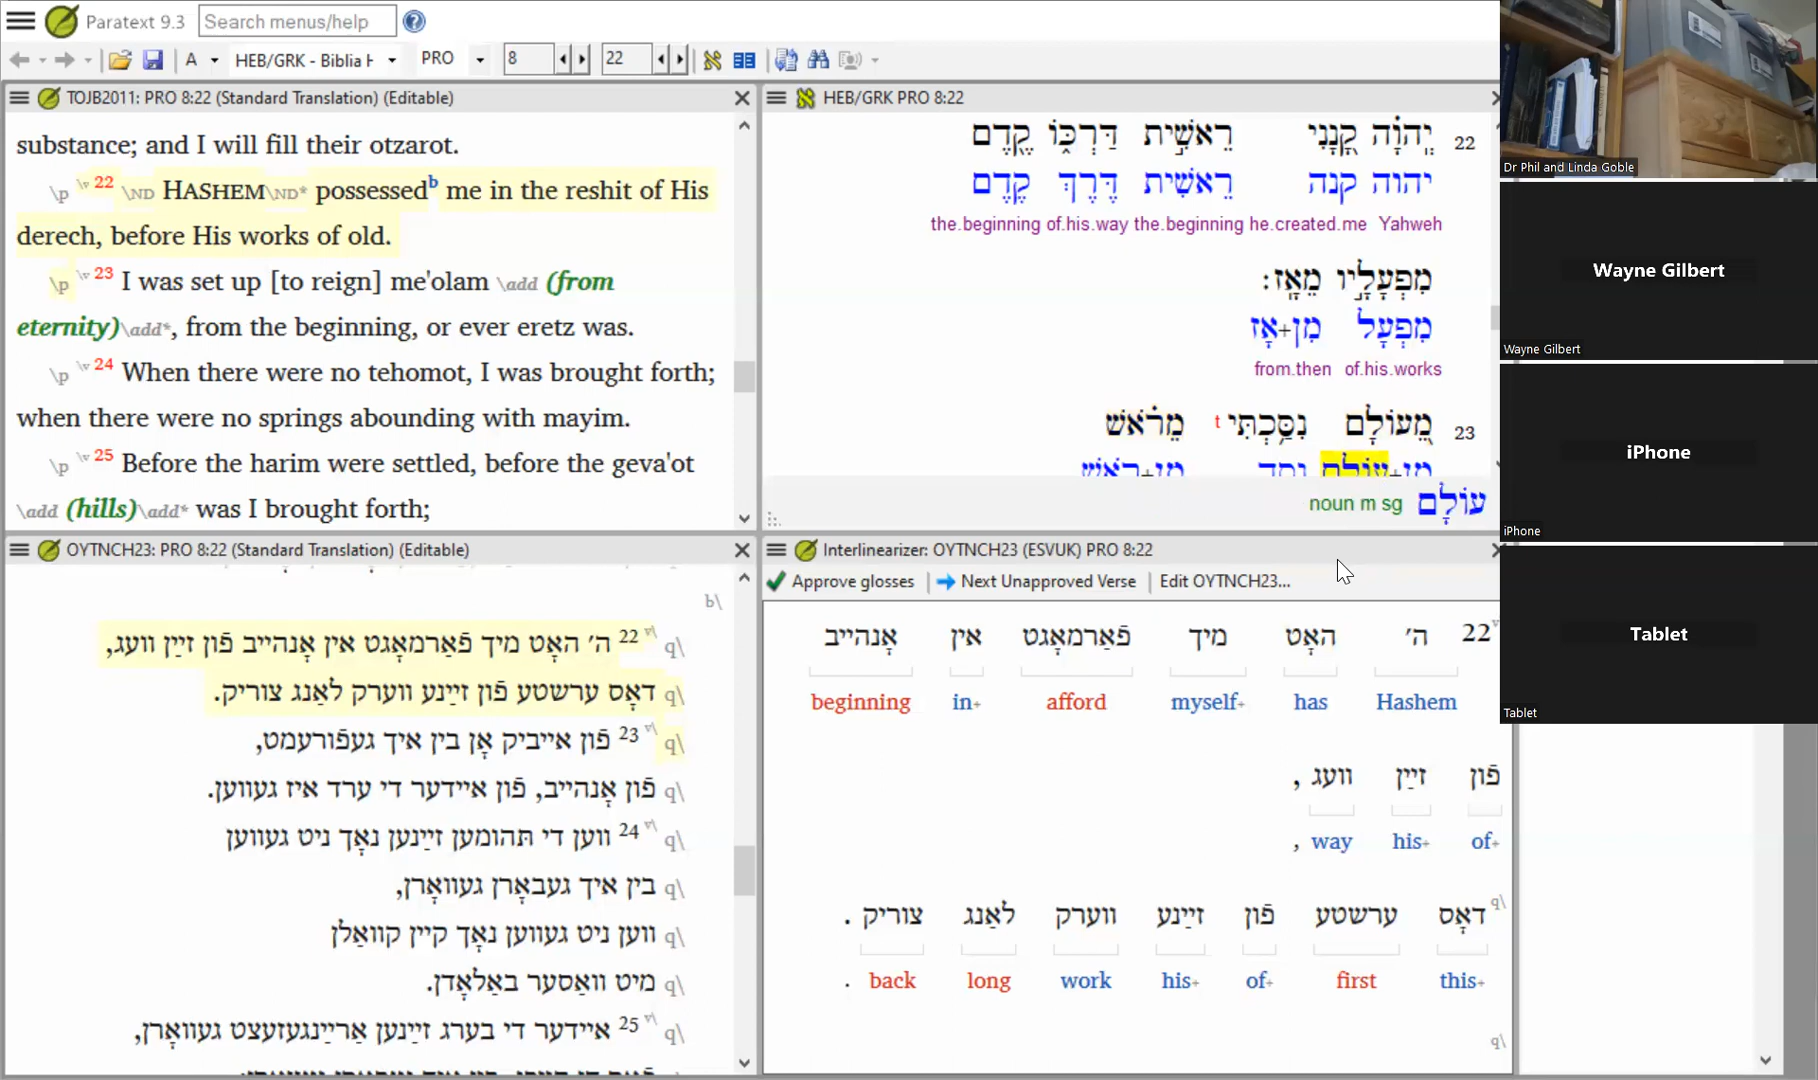 Paratext 9.3
Search menus/help
A
HEB/GRK - Biblia H
PRO
8
22
TOJB2011: PRO 8:22 (Standard Translation) (Editable)
substance; and I will fill their otzarot.
\p \v 22 \ND HASHEM\ND* possessedb me in the reshit of His
derech, before His works of old.
\p \v 23 I was set up [to reign] me'olam \add (from
eternity)\add*, from the beginning, or ever eretz was.
\p \v 24 When there were no tehomot, I was brought forth;
when there were no springs abounding with mayim.
\p \v 25 Before the harim were settled, before the geva'ot
\add (hills)\add* was I brought forth;
HEB/GRK PRO 8:22
22 יְֽהוָ֗ה קָ֭נָנִי רֵאשִׁ֣ית דַּרְכּ֑וֹ קֶ֖דֶם
יהוה קנה רֵאשִׁית דֶּרֶךְ קֶדֶם
the.beginning of.his.way the.beginning he.created.me Yahweh
מִפְעָלָ֣יו מֵאָֽז׃
מִפְעָל מִן+אָז
from.then of.his.works
23 מֵ֭עוֹלָם נִסַּ֥כְתִּי t מֵרֹ֗אשׁ
מִן+עוֹלָם נסך מִן+רֹאשׁ
noun m sg עוֹלָם
OYTNCH23: PRO 8:22 (Standard Translation) (Editable)
\b
\q \v 22 ה׳ האָט מיך פֿאַרמאָגט אין אָנהייב פֿון זײַן וועג,
\q דאָס ערשטע פֿון זײַנע ווערק לאַנג צוריק.
\q \v 23 פֿון אייביק אָן בין איך געפֿורעמט,
\q פֿון אָנהייב, פֿון איידער די ערד איז געווען.
\q \v 24 ווען די תּהומען זײַנען נאָך ניט געווען
\q בין איך געבאָרן געוואָרן,
\q ווען ניט געווען נאָך קיין קוואַלן
\q מיט וואַסער באַלאָדן.
\q \v 25 איידער די בערג זײַנען אַרײַנגעזעצט געוואָרן,
Interlinearizer: OYTNCH23 (ESVUK) PRO 8:22
Approve glosses
Next Unapproved Verse
Edit OYTNCH23...
\v 22 ה׳ האָט מיך פֿאַרמאָגט אין אָנהייב
beginning in+ afford myself+ has Hashem
פֿון זײַן וועג ,
, way his+ of+
\q דאָס ערשטע פֿון זײַנע ווערק לאַנג צוריק .
. back long work his+ of+ first this+
\q
Dr Phil and Linda Goble
Wayne Gilbert
Wayne Gilbert
iPhone
iPhone
Tablet
Tablet